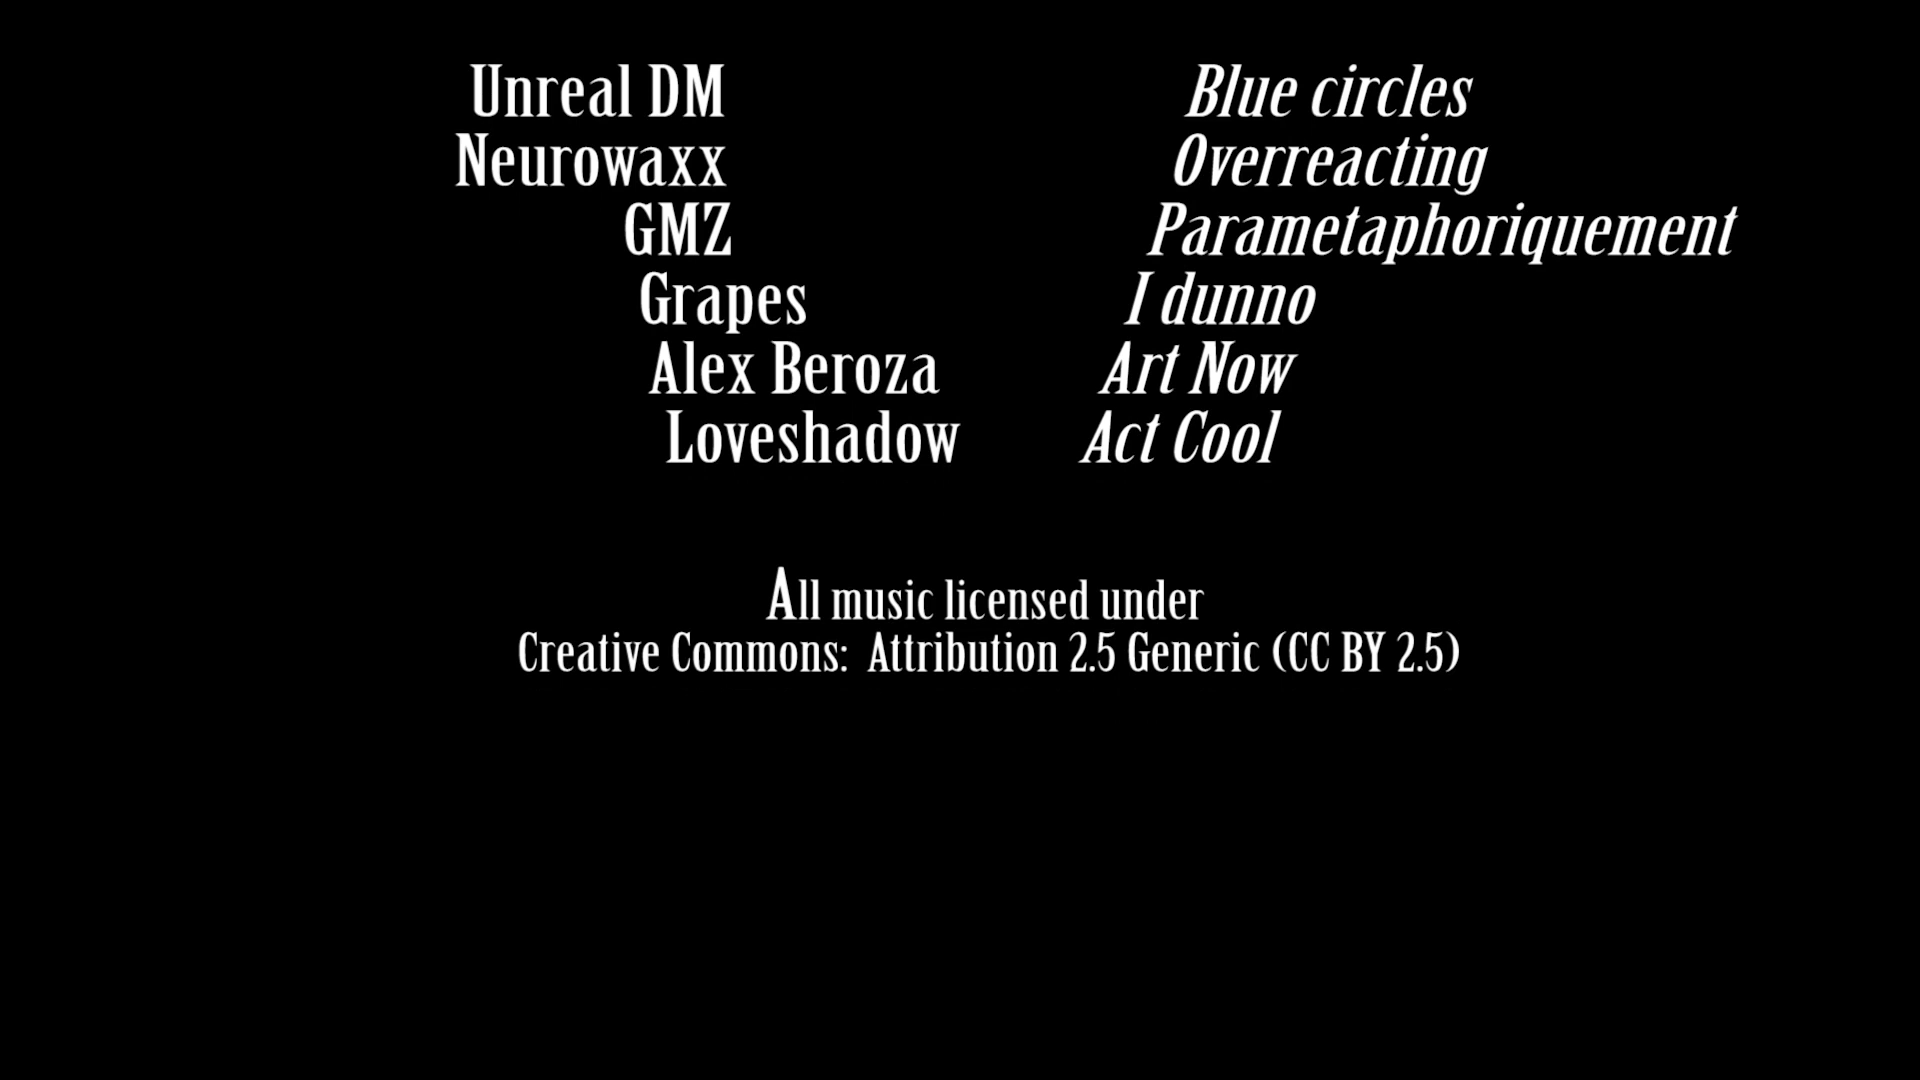 Unreal DM Blue circles
Neurowaxx Overreacting
GMZ Parametaphoriquement
Grapes I dunno
Alex Beroza Art Now
Loveshadow Act Cool
All music licensed under
Creative Commons: Attribution 2.5 Generic (CC BY 2.5)